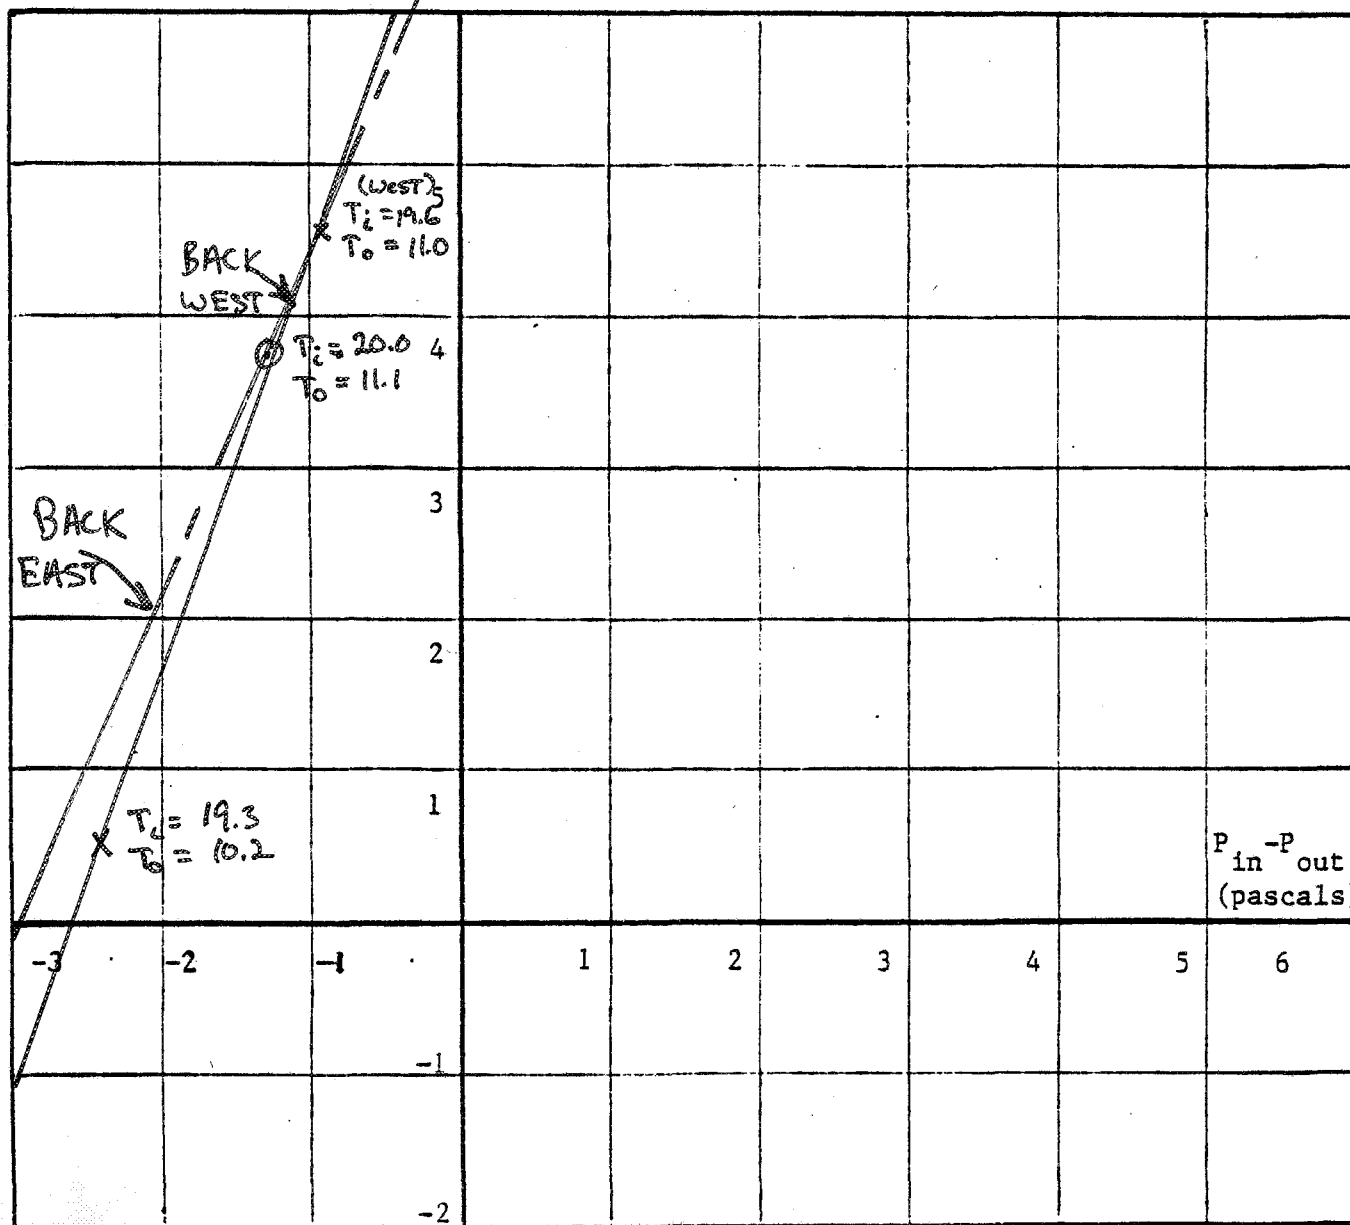 (West)
5
Ti = 19.6
To = 11.0
BACK
WEST
Ti = 20.0
To = 11.1
4
3
BACK
EAST
2
1
Ti = 19.3
To = 10.2
Pin-Pout
(pascals)
-3 -2 -1 1 2 3 4 5 6
-1
-2